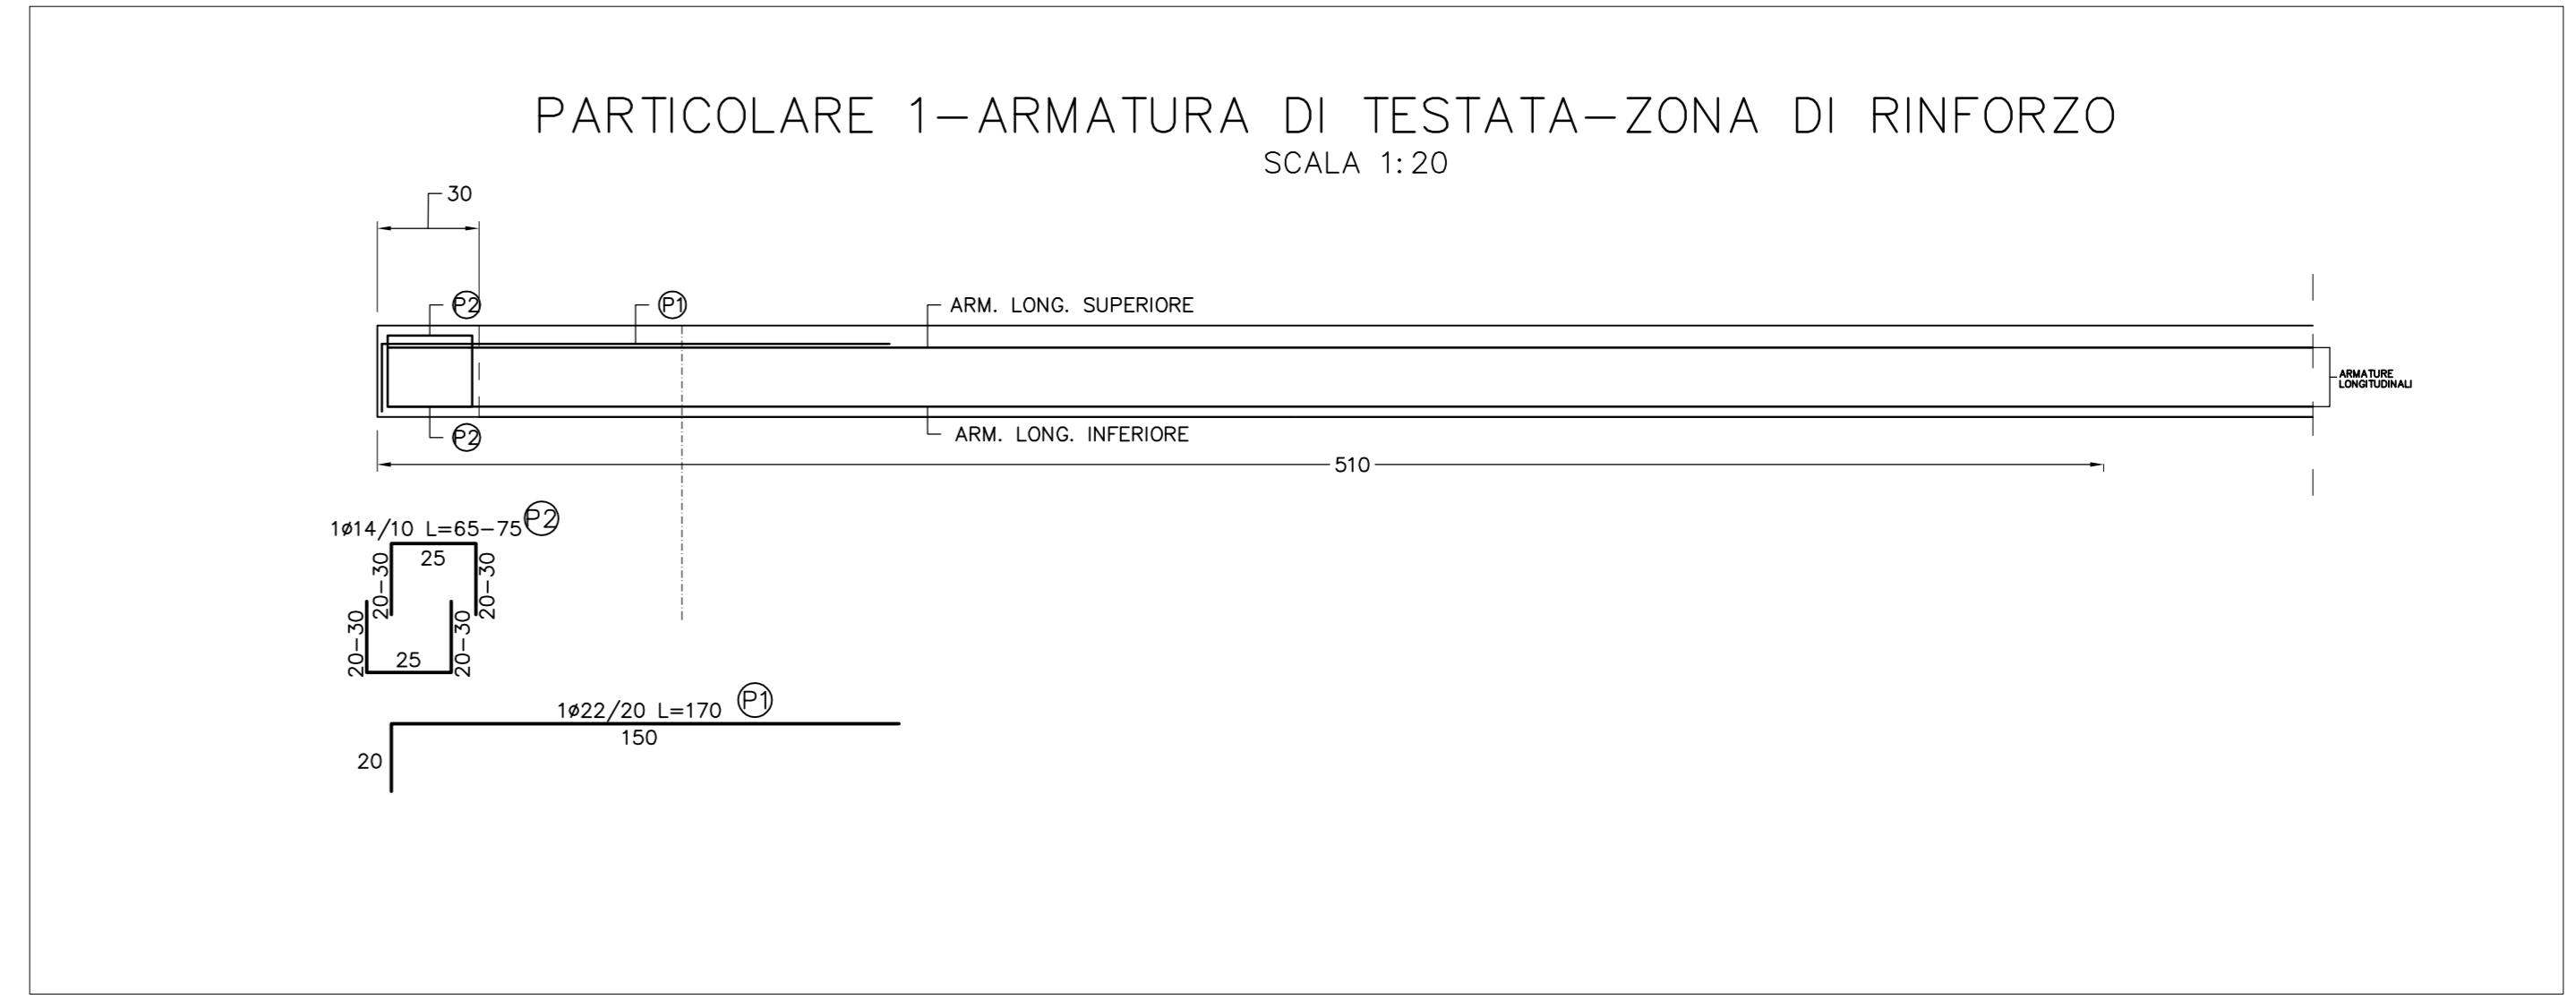 PARTICOLARE 1-ARMATURA DI TESTATA-ZONA DI RINFORZO
SCALA 1:20
30
P2
P1
ARM. LONG. SUPERIORE
ARMATURE
LONGITUDINALI
P2
ARM. LONG. INFERIORE
510
1ø14/10 L=65-75 P2
25
20-30
20-30
20-30
20-30
25
1ø22/20 L=170 P1
150
20